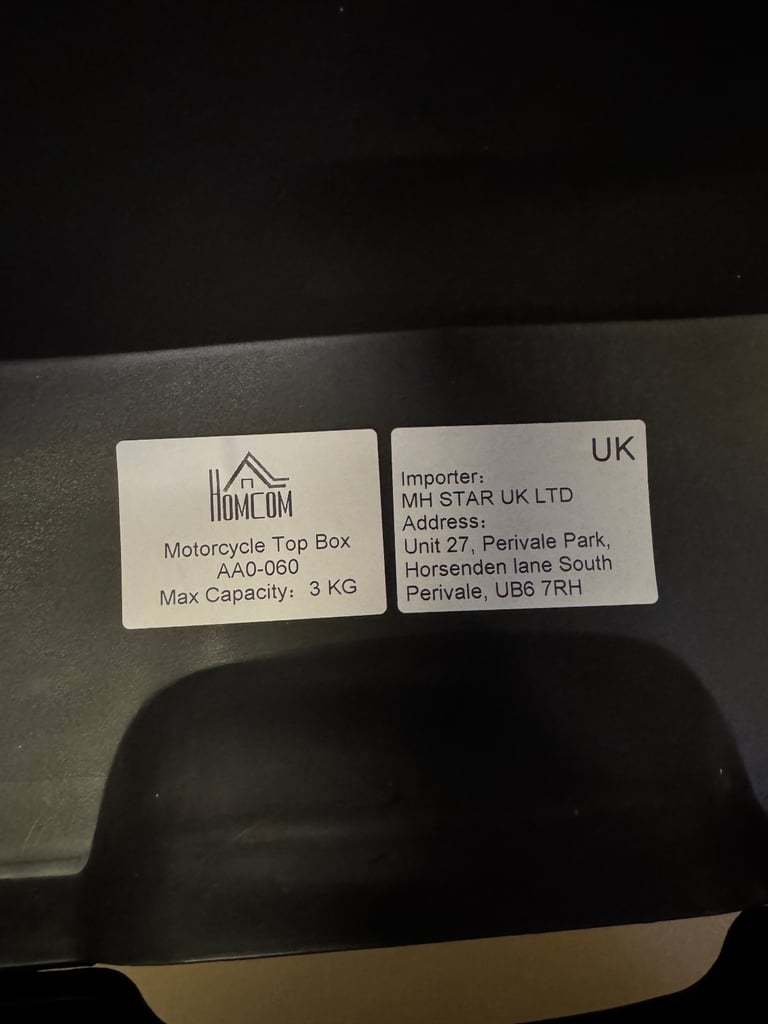 HOMCOM
Motorcycle Top Box
AA0-060
Max Capacity: 3 KG
UK
Importer:
MH STAR UK LTD
Address:
Unit 27, Perivale Park,
Horsenden lane South
Perivale, UB6 7RH